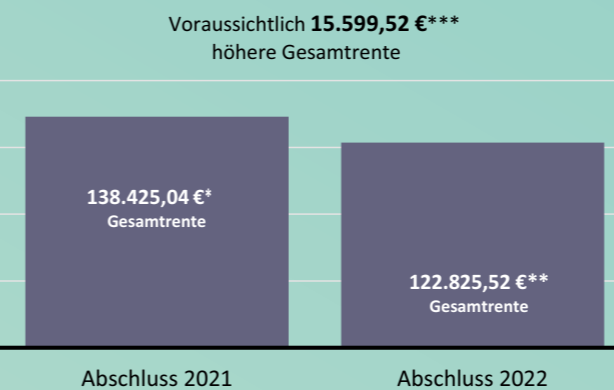 Voraussichtlich 15.599,52 €***
höhere Gesamtrente
138.425,04 €*
Gesamtrente
122.825,52 €**
Gesamtrente
Abschluss 2021
Abschluss 2022